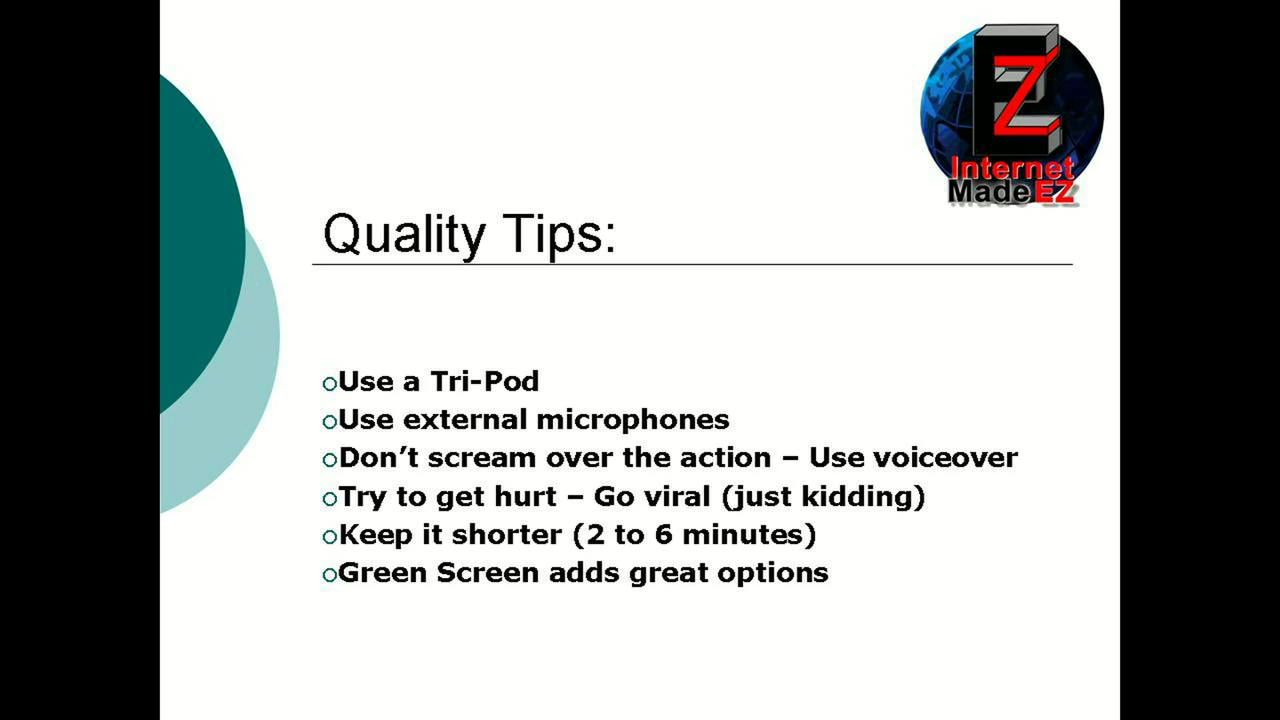 EZ
Internet
Made EZ
Quality Tips:
Use a Tri-Pod
Use external microphones
Don’t scream over the action – Use voiceover
Try to get hurt – Go viral (just kidding)
Keep it shorter (2 to 6 minutes)
Green Screen adds great options